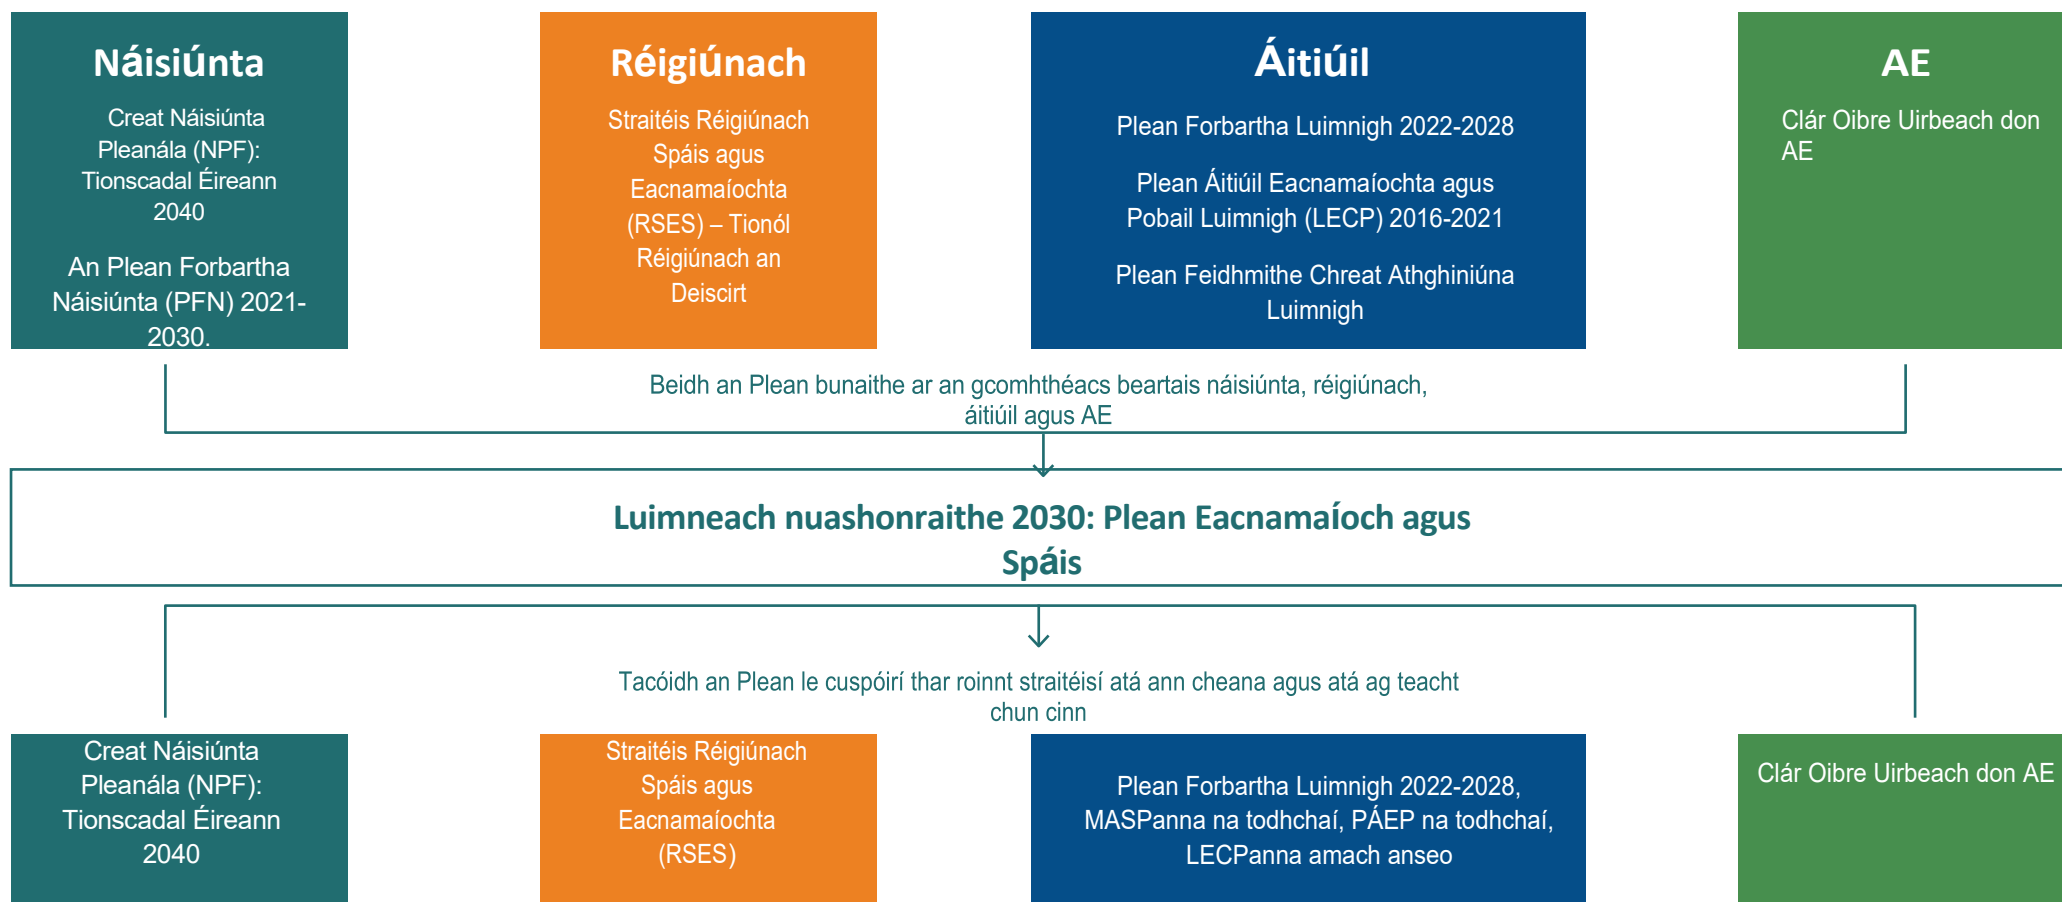 Náisiúnta
Creat Náisiúnta
Pleanála (NPF):
Tionscadal Éireann
2040
An Plean Forbartha
Náisiúnta (PFN) 2021-
2030.
Réigiúnach
Straitéis Réigiúnach
Spáis agus
Eacnamaíochta
(RSES) – Tionól
Réigiúnach an
Deiscirt
Áitiúil
Plean Forbartha Luimnigh 2022-2028
Plean Áitiúil Eacnamaíochta agus
Pobail Luimnigh (LECP) 2016-2021
Plean Feidhmithe Chreat Athghiniúna
Luimnigh
AE
Clár Oibre Uirbeach don
AE
Beidh an Plean bunaithe ar an gcomhthéacs beartais náisiúnta, réigiúnach,
áitiúil agus AE
Luimneach nuashonraithe 2030: Plean Eacnamaíoch agus
Spáis
Tacóidh an Plean le cuspóirí thar roinnt straitéisí atá ann cheana agus atá ag teacht
chun cinn
Creat Náisiúnta
Pleanála (NPF):
Tionscadal Éireann
2040
Straitéis Réigiúnach
Spáis agus
Eacnamaíochta
(RSES)
Plean Forbartha Luimnigh 2022-2028,
MASPanna na todhchaí, PÁEP na todhchaí,
LECPanna amach anseo
Clár Oibre Uirbeach don AE